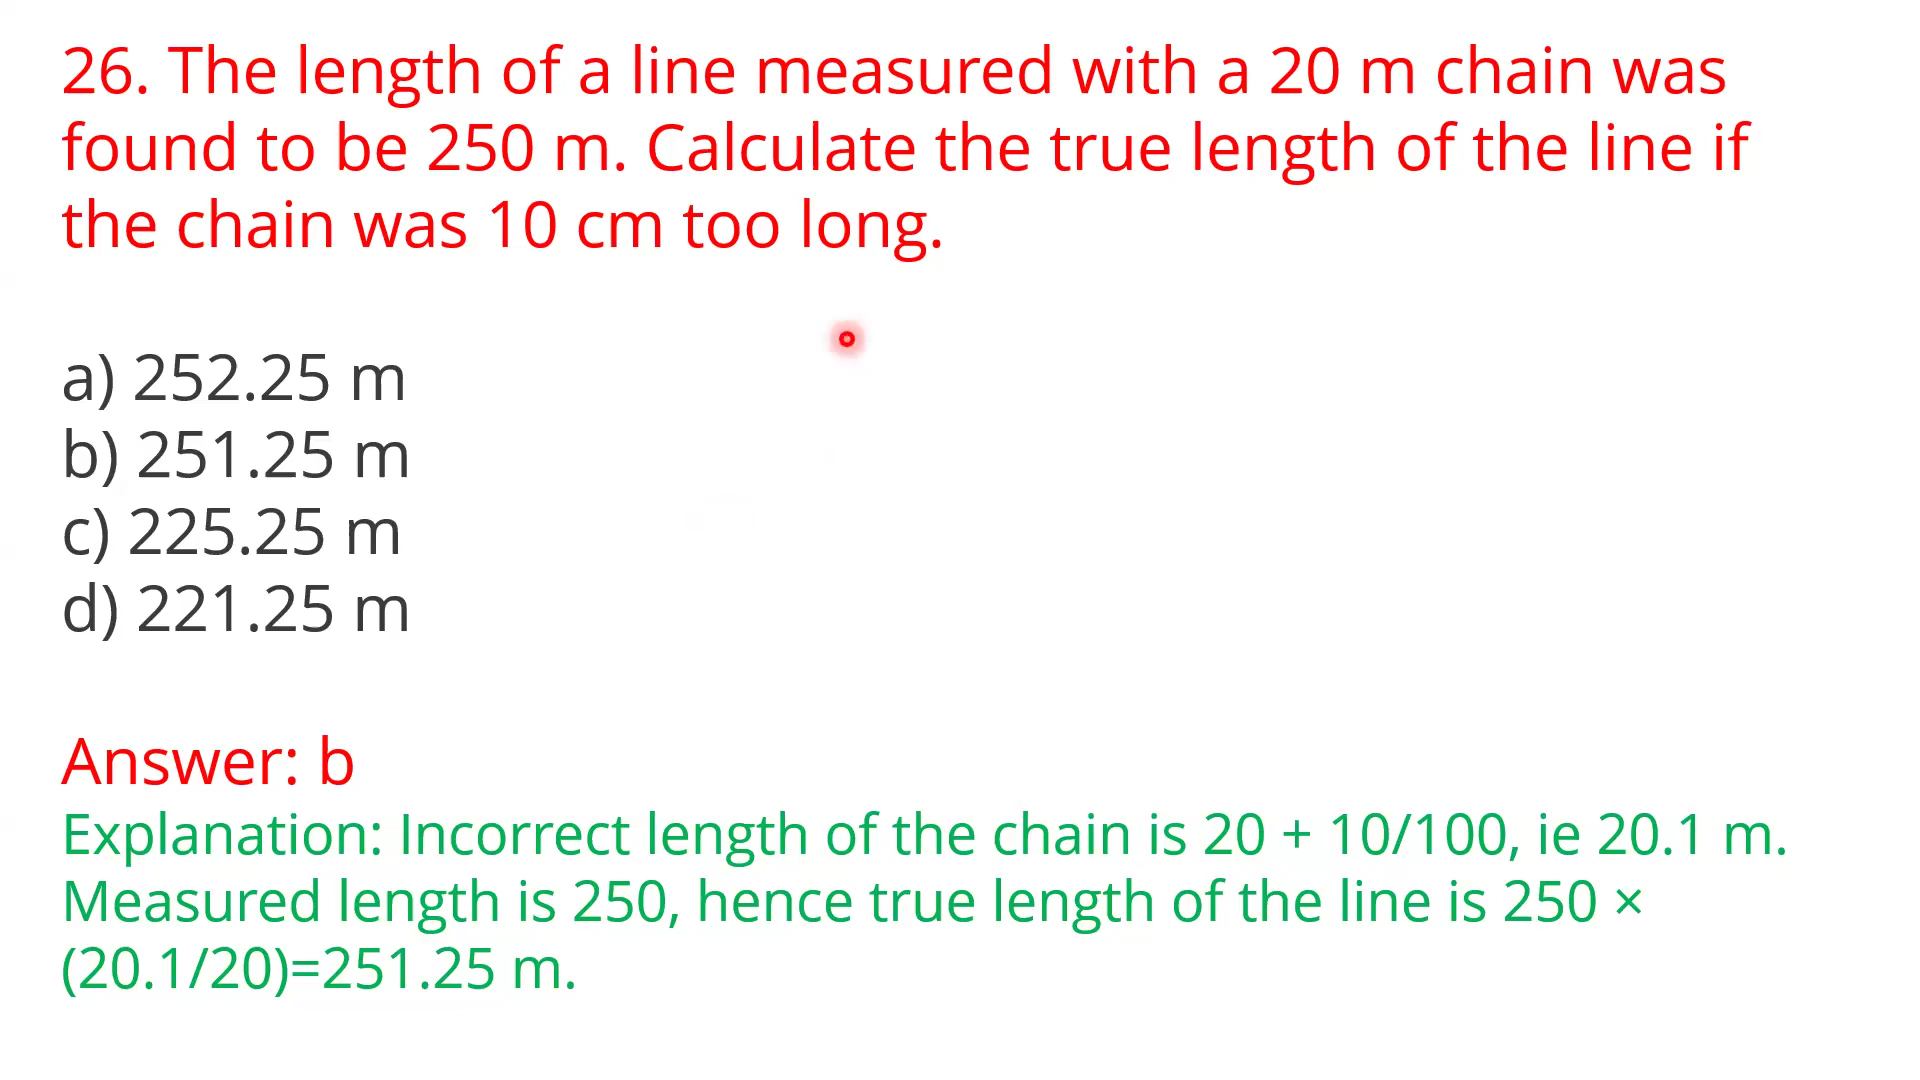 26. The length of a line measured with a 20 m chain was
found to be 250 m. Calculate the true length of the line if
the chain was 10 cm too long.
a) 252.25 m
b) 251.25 m
c) 225.25 m
d) 221.25 m
Answer: b
Explanation: Incorrect length of the chain is 20 + 10/100, ie 20.1 m.
Measured length is 250, hence true length of the line is 250 ×
(20.1/20)=251.25 m.